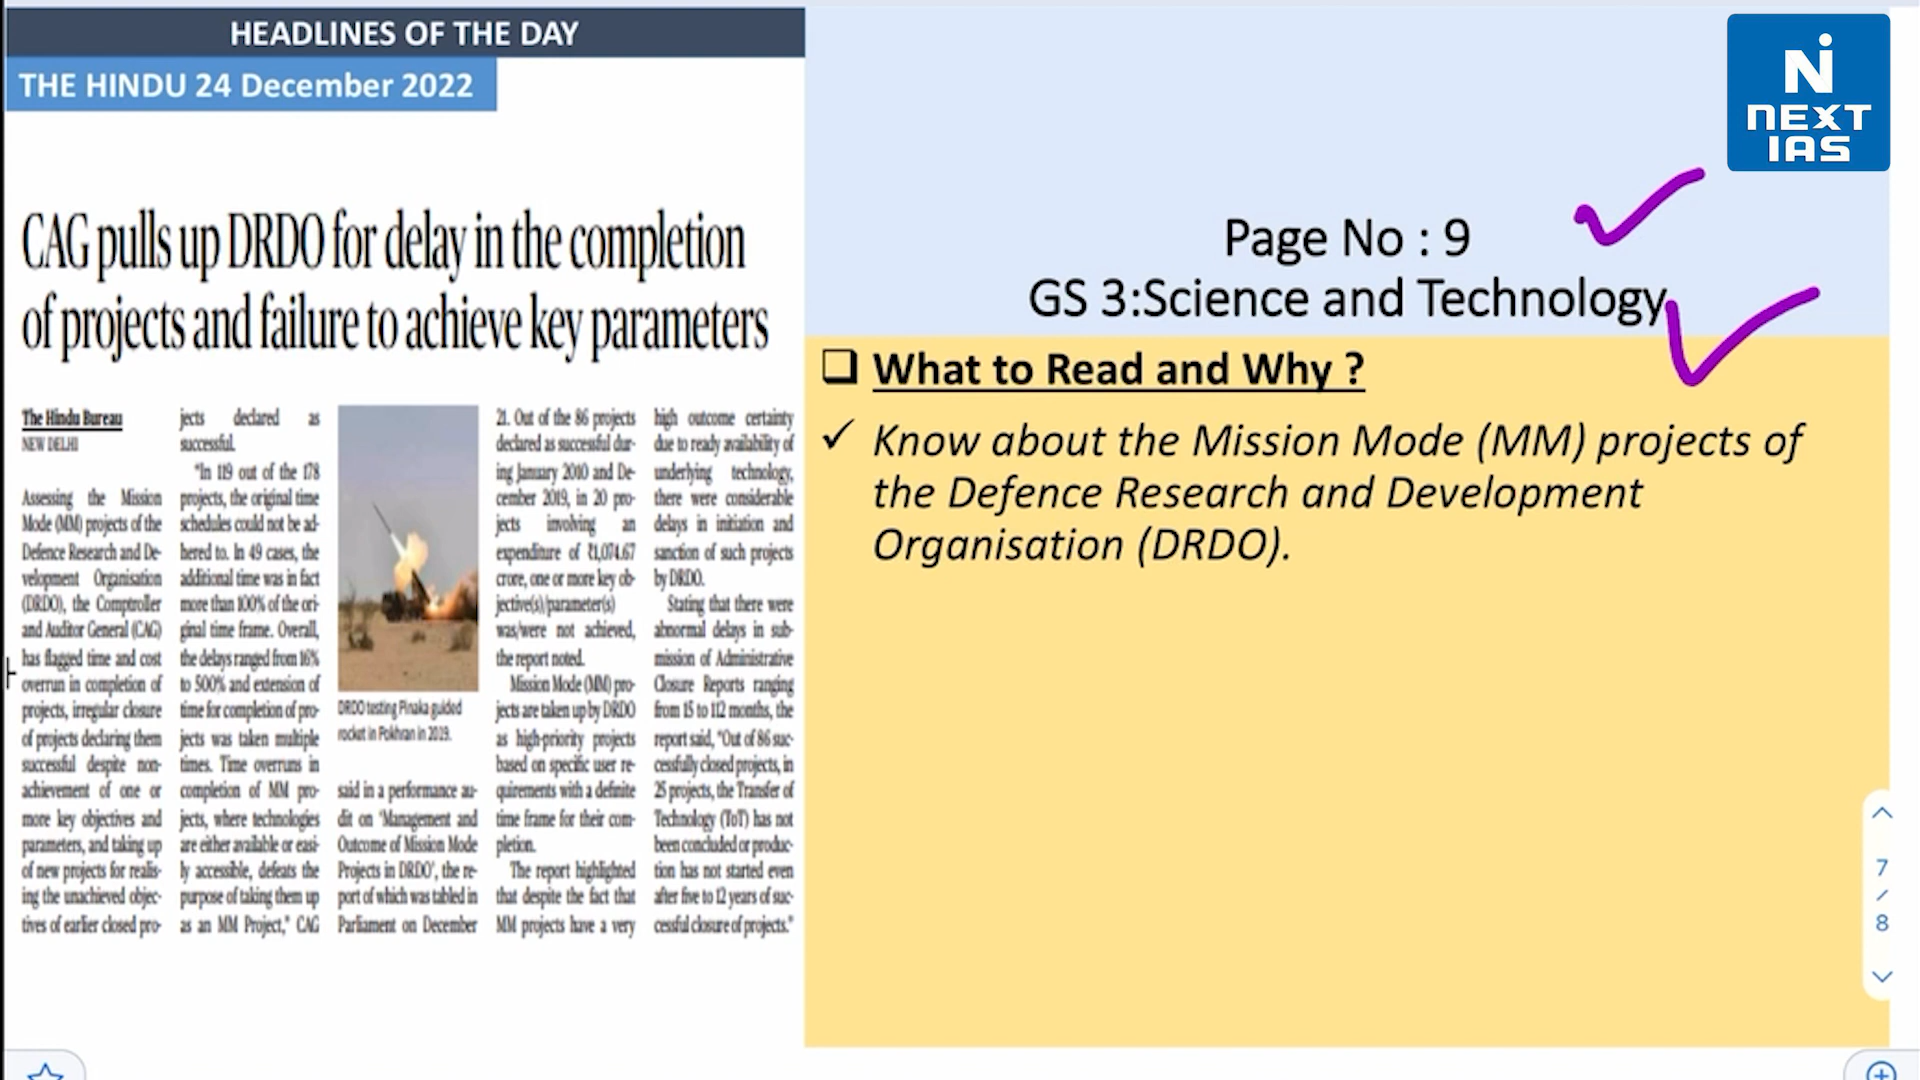 HEADLINES OF THE DAY
THE HINDU 24 December 2022
CAG pulls up DRDO for delay in the completion
of projects and failure to achieve key parameters
The Hindu Bureau
NEW DELHI
Assessing the Mission
Mode (MM) projects of the
Defence Research and De-
velopment Organisation
(DRDO), the Comptroller
and Auditor General (CAG)
has flagged time and cost
overrun in completion of
projects, irregular closure
of projects declaring them
successful despite non-
achievement of one or
more key objectives and
parameters, and taking up
of new projects for realis-
ing the unachieved objec-
tives of earlier closed pro-
jects declared as
successful.
"In 119 out of the 178
projects, the original time
schedules could not be ad-
hered to. In 49 cases, the
additional time was in fact
more than 100% of the ori-
ginal time frame. Overall,
the delays ranged from 16%
to 500% and extension of
time for completion of pro-
jects was taken multiple
times. Time overruns in
completion of MM pro-
jects, where technologies
are either available or easi-
ly accessible, defeats the
purpose of taking them up
as an MM Project," CAG
DRDO testing Pinaka guided
rocket in Pokhran in 2019.
said in a performance au-
dit on 'Management and
Outcome of Mission Mode
Projects in DRDO', the re-
port of which was tabled in
Parliament on December
21. Out of the 86 projects
declared as successful dur-
ing January 2010 and De-
cember 2019, in 20 pro-
jects involving an
expenditure of ₹1,074.67
crore, one or more key ob-
jective(s)/parameter(s)
was/were not achieved,
the report noted.
Mission Mode (MM) pro-
jects are taken up by DRDO
as high-priority projects
based on specific user re-
quirements with a definite
time frame for their com-
pletion.
The report highlighted
that despite the fact that
MM projects have a very
high outcome certainty
due to ready availability of
underlying technology,
there were considerable
delays in initiation and
sanction of such projects
by DRDO.
Stating that there were
abnormal delays in sub-
mission of Administrative
Closure Reports ranging
from 15 to 112 months, the
report said, "Out of 86 suc-
cessfully closed projects, in
25 projects, the Transfer of
Technology (ToT) has not
been concluded or produc-
tion has not started even
after five to 12 years of suc-
cessful closure of projects."
NEXT
IAS
Page No : 9
GS 3:Science and Technology
What to Read and Why ?
Know about the Mission Mode (MM) projects of
the Defence Research and Development
Organisation (DRDO).
7
/
8